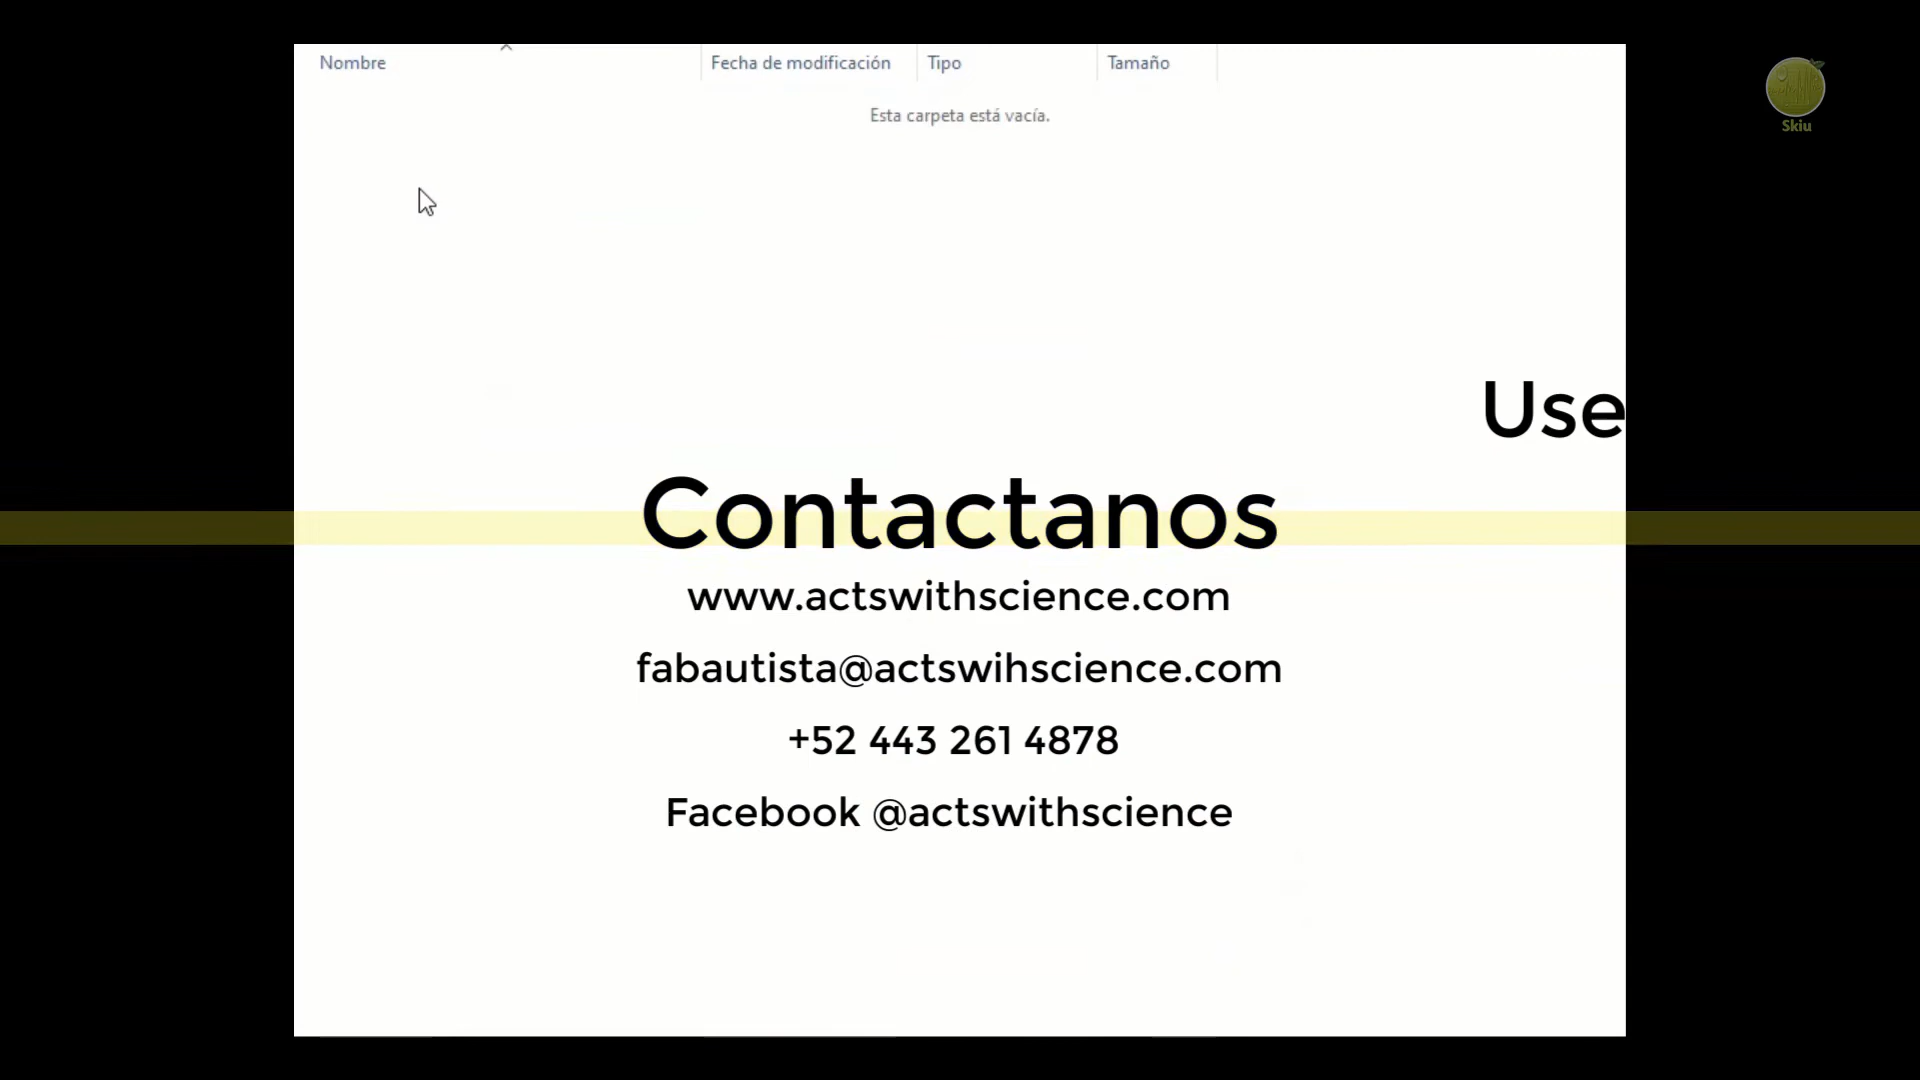 Nombre Fecha de modificación Tipo Tamaño
Esta carpeta está vacía.
Skiu
Use
Contactanos
www.actswithscience.com
fabautista@actswihscience.com
+52 443 261 4878
Facebook @actswithscience